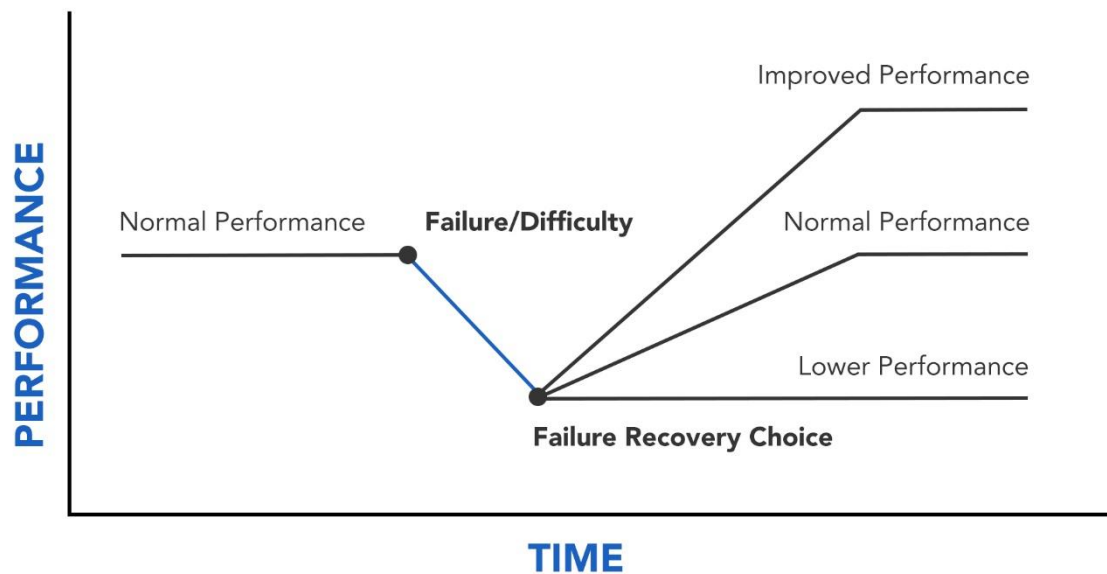 Improved Performance
PERFORMANCE
Normal Performance
Failure/Difficulty
Normal Performance
Lower Performance
Failure Recovery Choice
TIME